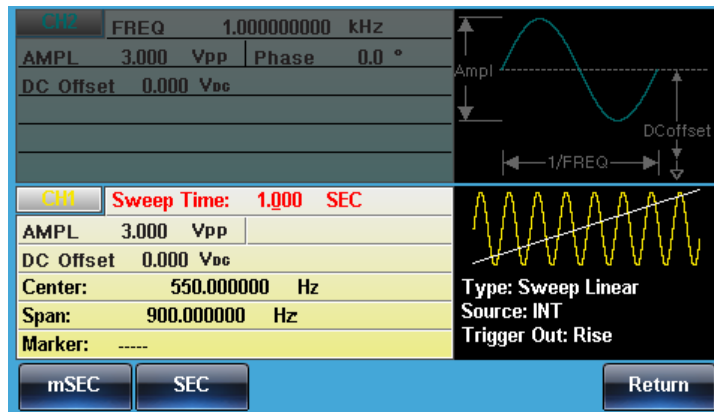 CH2 FREQ 1.000000000 kHz
AMPL 3.000 Vpp Phase 0.0 °
DC Offset 0.000 VDC
Ampl
DCoffset
1/FREQ
CH1 Sweep Time: 1.000 SEC
AMPL 3.000 Vpp
DC Offset 0.000 VDC
Center: 550.000000 Hz
Span: 900.000000 Hz
Marker: -----
Type: Sweep Linear
Source: INT
Trigger Out: Rise
mSEC SEC Return